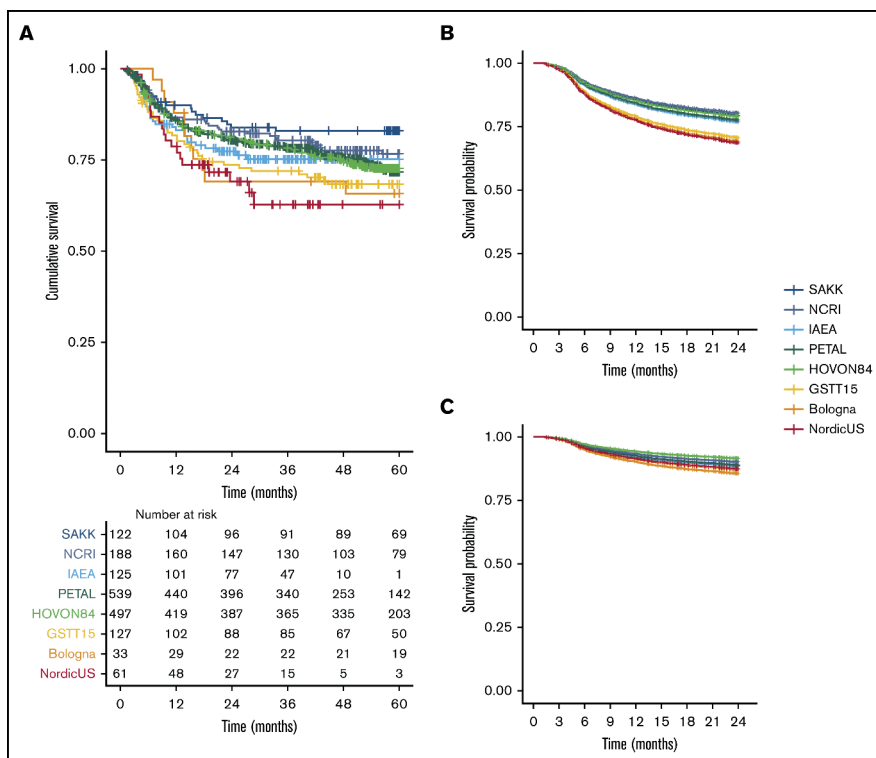 A
1.00
0.75
0.50
0.25
0.00
Cumulative survival
0 12 24 36 48 60
Time (months)
Number at risk
SAKK 122 104 96 91 89 69
NCRI 188 160 147 130 103 79
IAEA 125 101 77 47 10 1
PETAL 539 440 396 340 253 142
HOVON84 497 419 387 365 335 203
GSTT15 127 102 88 85 67 50
Bologna 33 29 22 22 21 19
NordicUS 61 48 27 15 5 3
0 12 24 36 48 60
Time (months)
B
1.00
0.75
0.50
0.25
0.00
Survival probability
0 3 6 9 12 15 18 21 24
Time (months)
SAKK
NCRI
IAEA
PETAL
HOVON84
GSTT15
Bologna
NordicUS
C
1.00
0.75
0.50
0.25
0.00
Survival probability
0 3 6 9 12 15 18 21 24
Time (months)